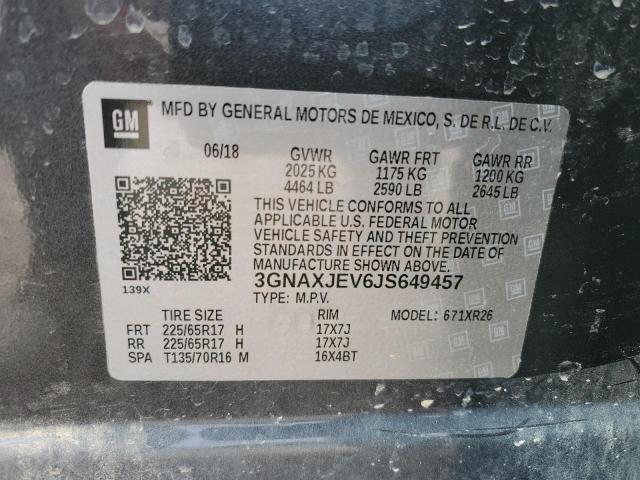 GM MFD BY GENERAL MOTORS DE MEXICO, S. DE R.L. DE C.V.
06/18 GVWR GAWR FRT GAWR RR
2025 KG 1175 KG 1200 KG
4464 LB 2590 LB 2645 LB
THIS VEHICLE CONFORMS TO ALL
APPLICABLE U.S. FEDERAL MOTOR
VEHICLE SAFETY AND THEFT PREVENTION
STANDARDS IN EFFECT ON THE DATE OF
MANUFACTURE SHOWN ABOVE.
139X 3GNAXJEV6JS649457
TYPE: M.P.V.
TIRE SIZE RIM MODEL: 671XR26
FRT 225/65R17 H 17X7J
RR 225/65R17 H 17X7J
SPA T135/70R16 M 16X4BT